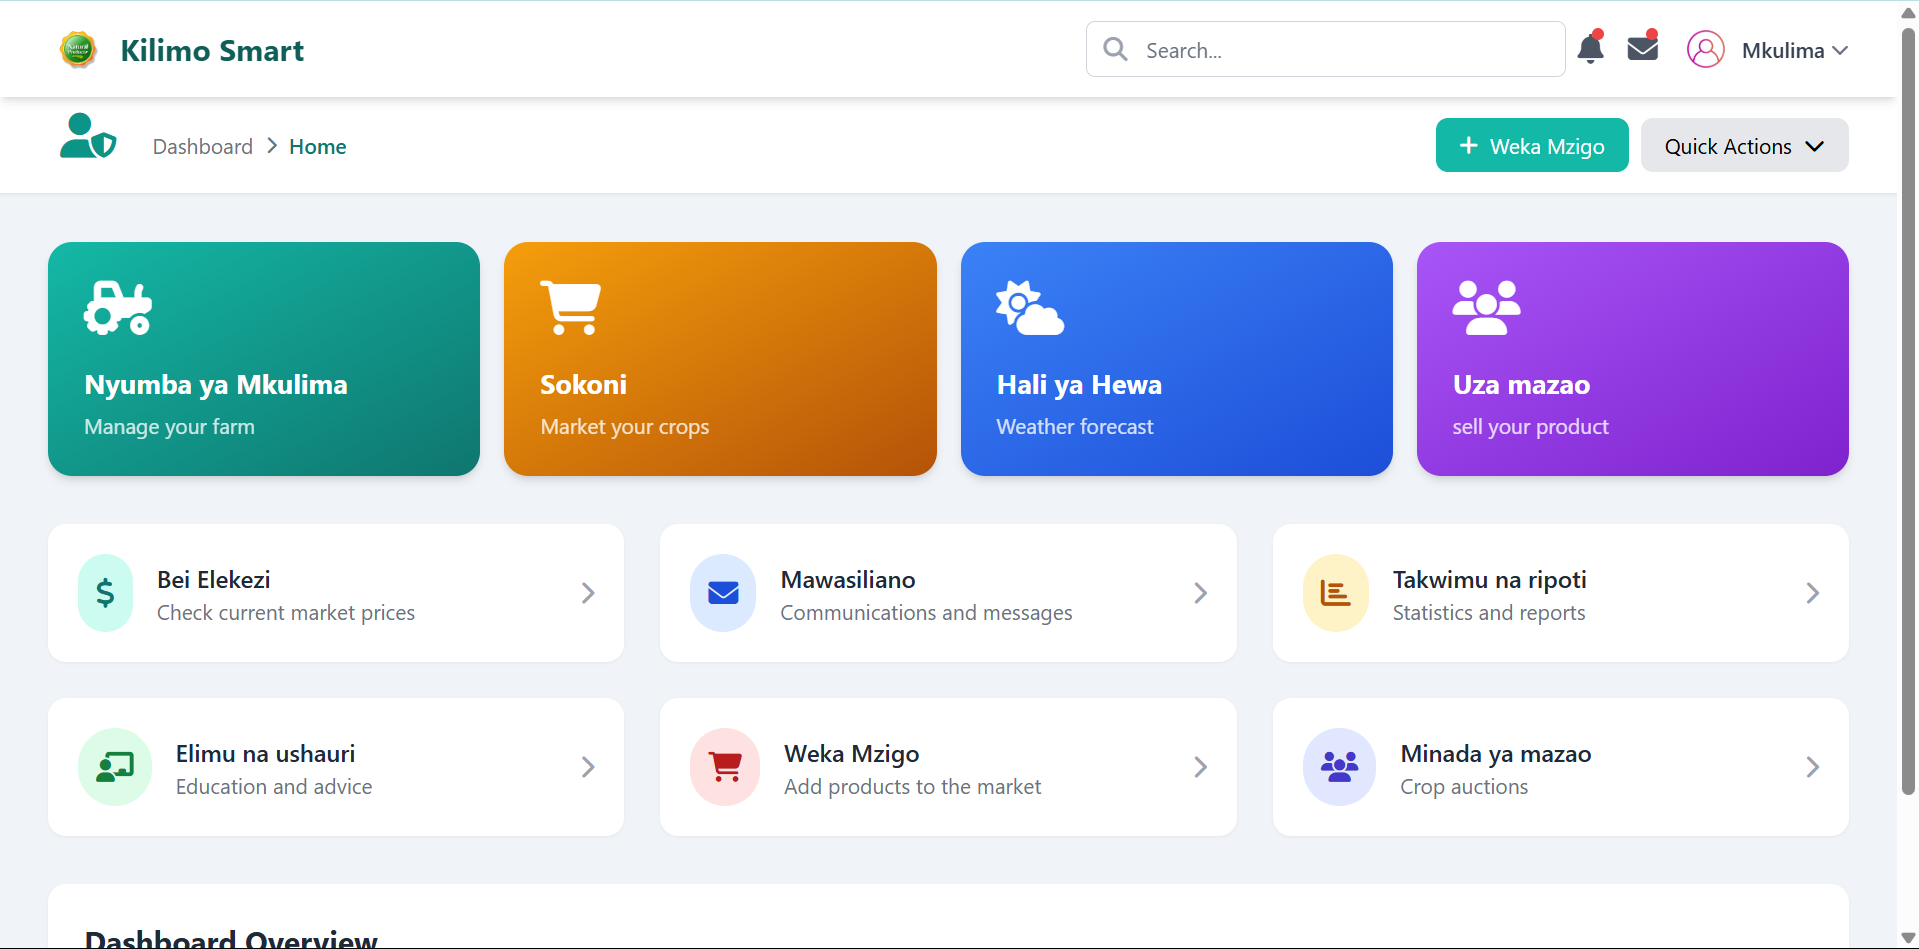 Kilimo Smart
Search...
Mkulima
Dashboard
Home
Weka Mzigo
Quick Actions
Nyumba ya Mkulima
Manage your farm
Sokoni
Market your crops
Hali ya Hewa
Weather forecast
Uza mazao
sell your product
Bei Elekezi
Check current market prices
Mawasiliano
Communications and messages
Takwimu na ripoti
Statistics and reports
Elimu na ushauri
Education and advice
Weka Mzigo
Add products to the market
Minada ya mazao
Crop auctions
Dashboard Overview